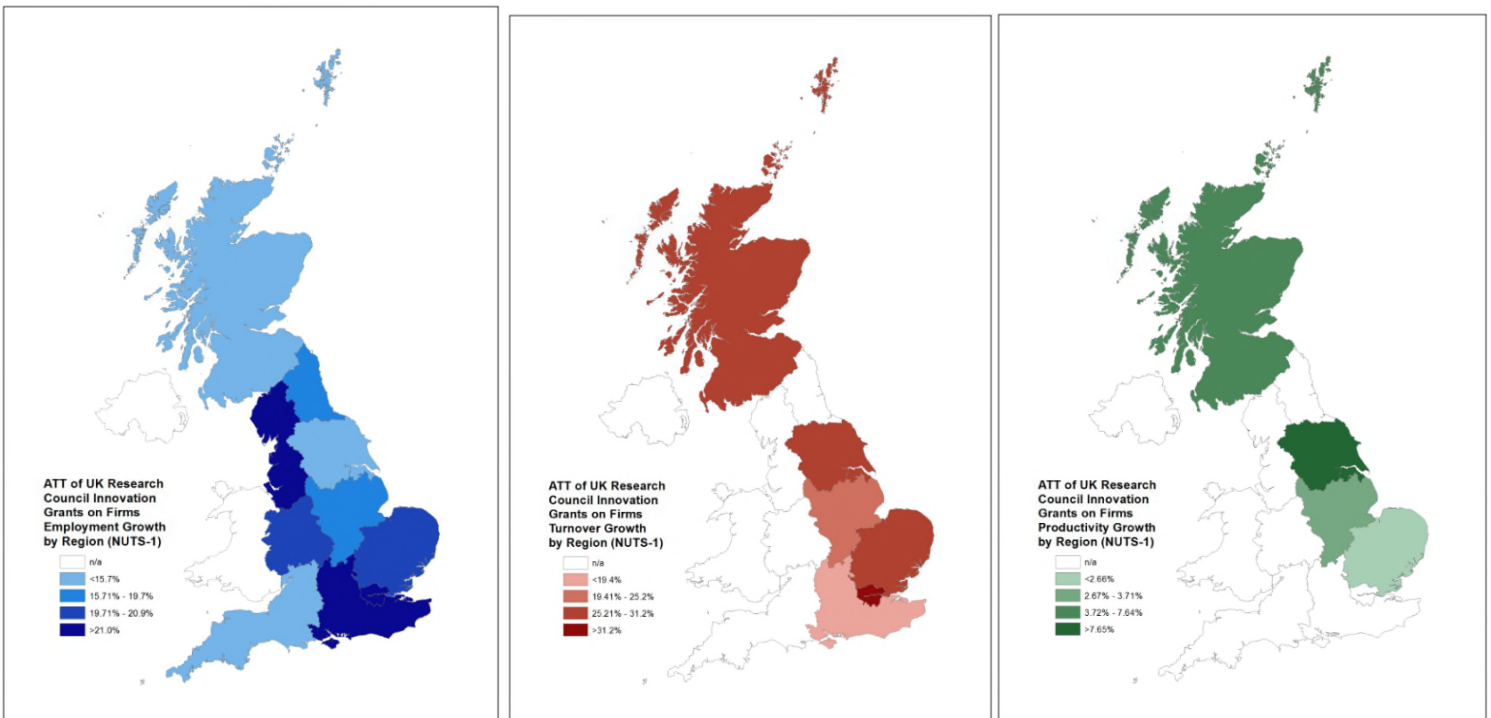 ATT of UK Research
Council Innovation
Grants on Firms
Employment Growth
by Region (NUTS-1)
n/a
<15.7%
15.71% - 19.7%
19.71% - 20.9%
>21.0%
ATT of UK Research
Council Innovation
Grants on Firms
Turnover Growth
by Region (NUTS-1)
n/a
<19.4%
19.41% - 25.2%
25.21% - 31.2%
>31.2%
ATT of UK Research
Council Innovation
Grants on Firms
Productivity Growth
by Region (NUTS-1)
n/a
<2.66%
2.67% - 3.71%
3.72% - 7.64%
>7.65%